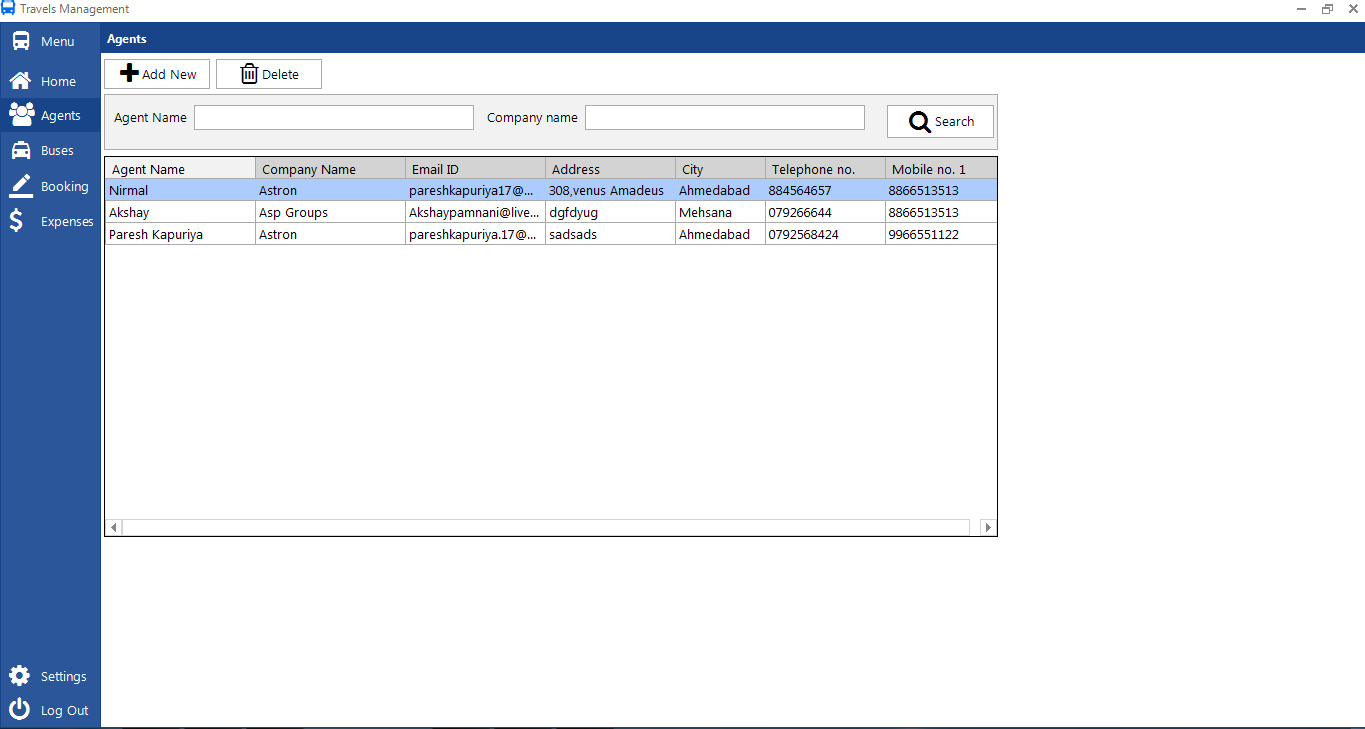 Travels Management
Menu
Agents
Home
Agents
Buses
Booking
Expenses
Settings
Log Out
Add New Delete
Agent Name Company name Search
Agent Name Company Name Email ID Address City Telephone no. Mobile no. 1
Nirmal Astron pareshkapuriya17@... 308,venus Amadeus Ahmedabad 884564657 8866513513
Akshay Asp Groups Akshaypamnani@live... dgfdyug Mehsana 079266644 8866513513
Paresh Kapuriya Astron pareshkapuriya.17@... sadsads Ahmedabad 0792568424 9966551122